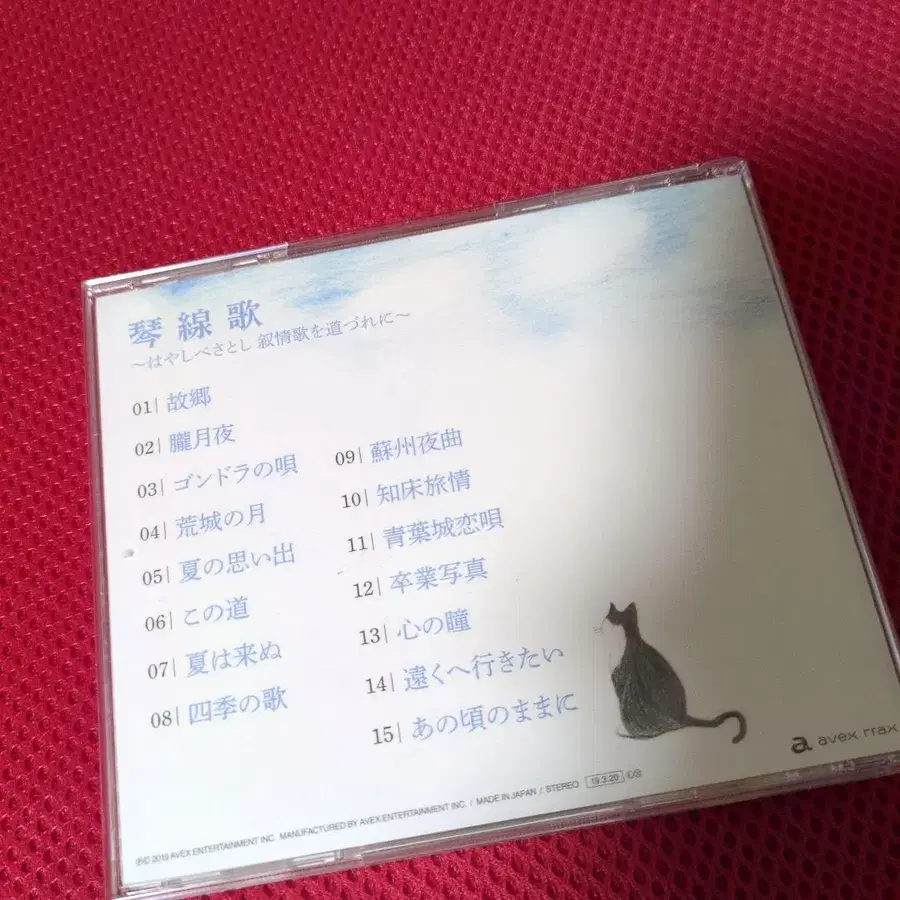 琴線歌
~はやしべさとし 叙情歌を道づれに~
01| 故郷
02| 朧月夜
03| ゴンドラの唄
04| 荒城の月
05| 夏の思い出
06| この道
07| 夏は来ぬ
08| 四季の歌
09| 蘇州夜曲
10| 知床旅情
11| 青葉城恋唄
12| 卒業写真
13| 心の瞳
14| 遠くへ行きたい
15| あの頃のままに
a avex trax
℗© 2019 AVEX ENTERTAINMENT INC. MANUFACTURED BY AVEX ENTERTAINMENT INC. / MADE IN JAPAN / STEREO 19.3.20